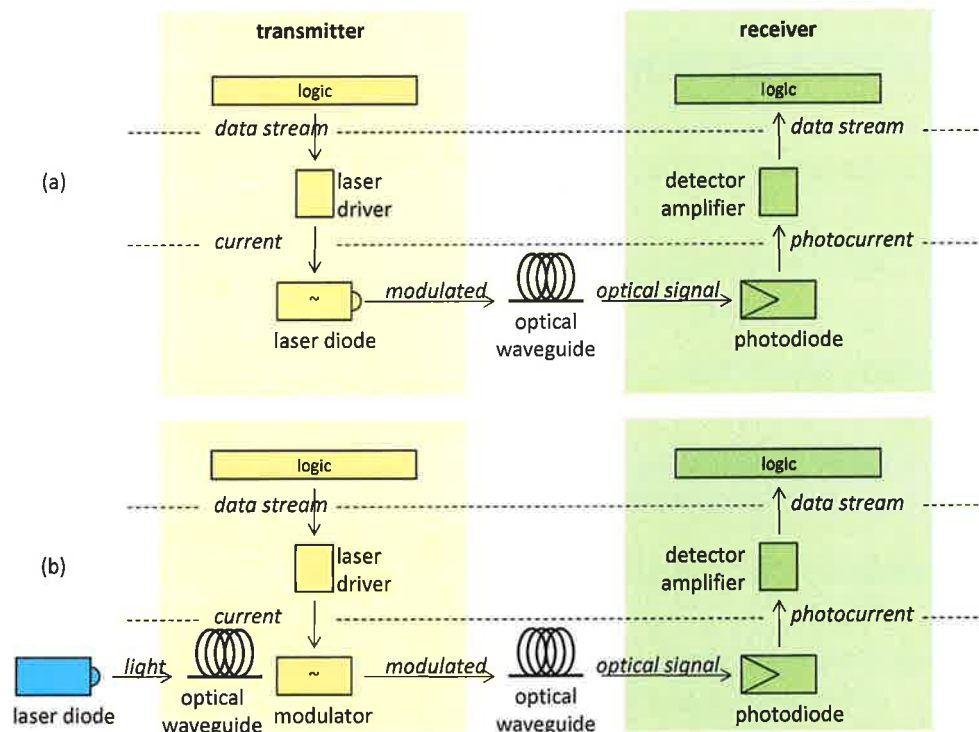 transmitter
receiver
logic
logic
data stream
data stream
(a)
laser
driver
detector
amplifier
current
photocurrent
~
modulated
optical signal
laser diode
optical
waveguide
photodiode
logic
logic
data stream
data stream
(b)
laser
driver
detector
amplifier
current
photocurrent
light
~
modulated
optical signal
laser diode
optical
waveguide
modulator
optical
waveguide
photodiode